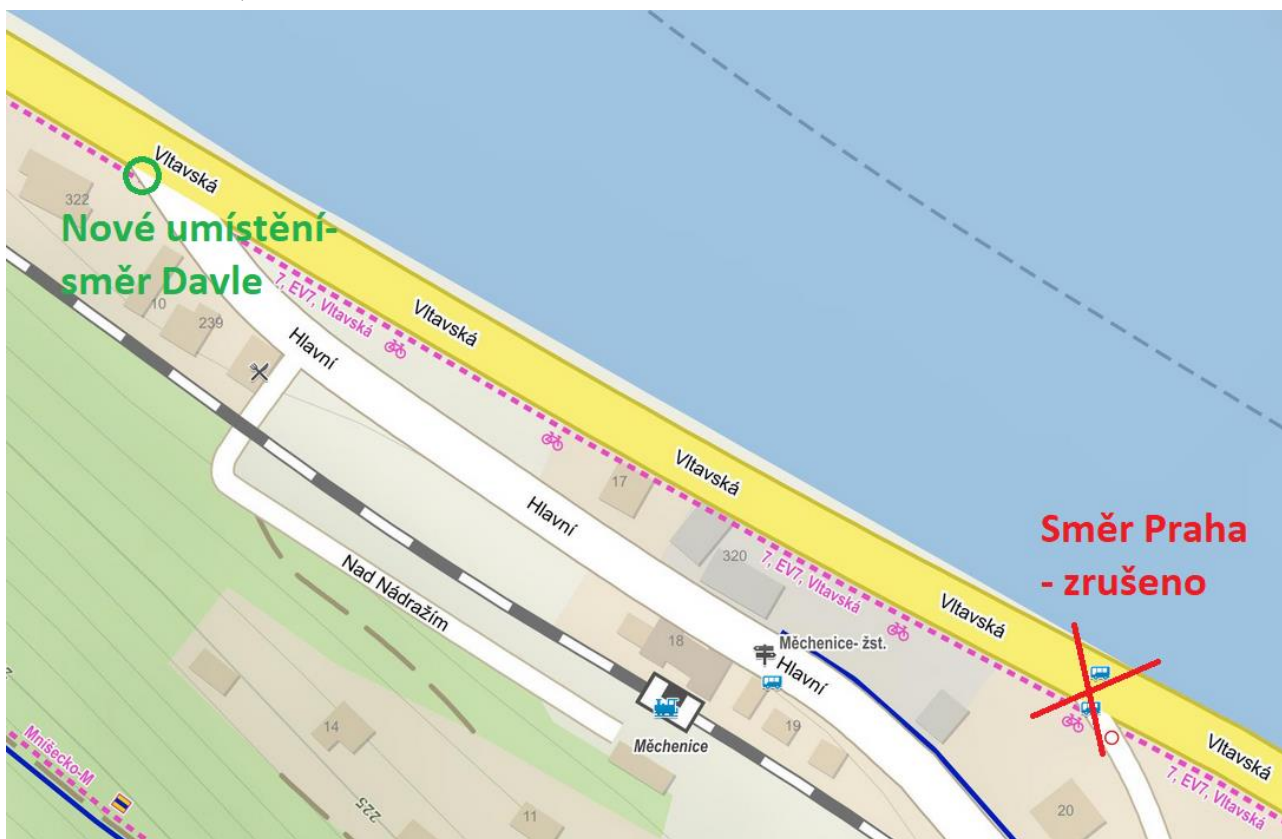 Vltavská
322
Nové umístění-
směr Davle
10
239
7, EV7, Vltavská
Vltavská
Hlavní
17
Vltavská
Hlavní
Směr Praha
- zrušeno
320
7, EV7, Vltavská
Nad Nádražím
Vltavská
18
Měchenice- žst.
Hlavní
19
14
Měchenice
Mníšecko-M
Vltavská
7, EV7, Vltavská
225
11
20